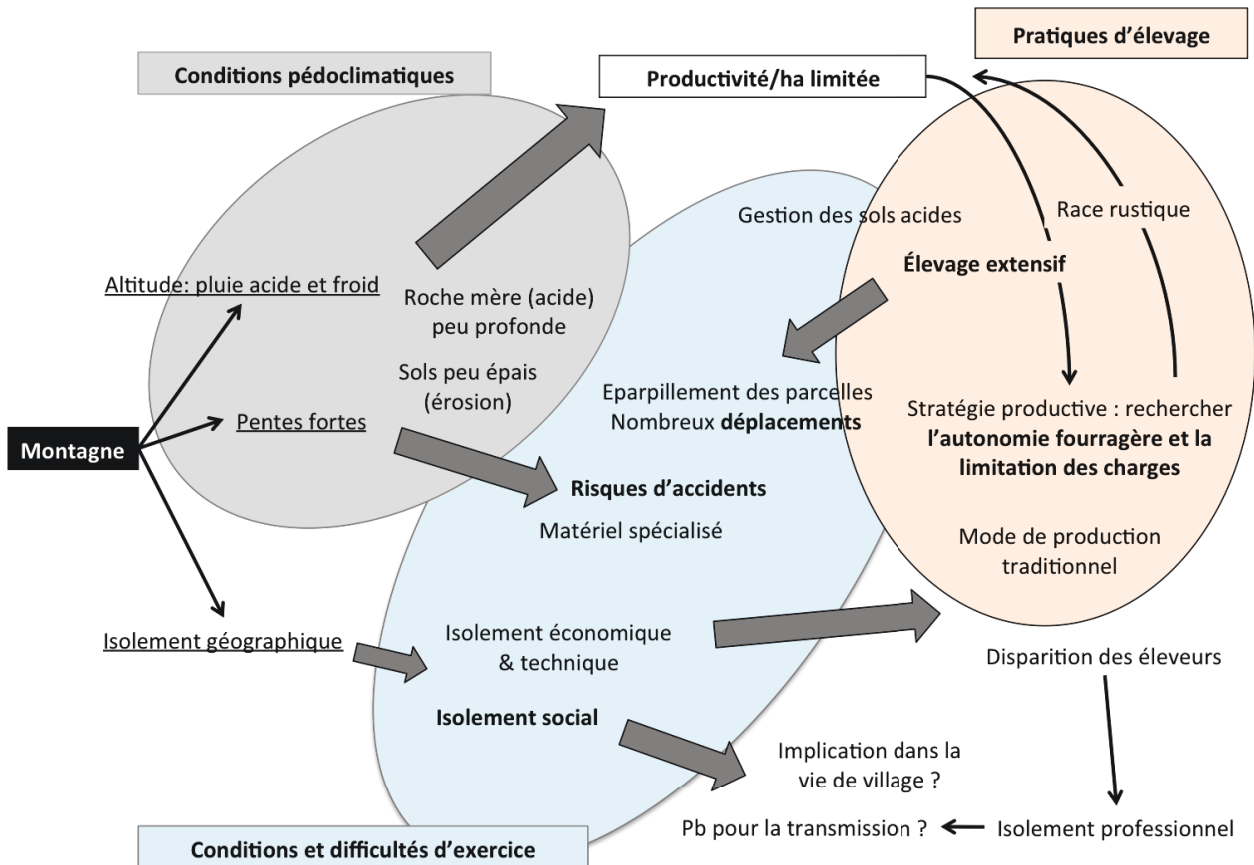 Pratiques d'élevage
Conditions pédoclimatiques
Productivité/ha limitée
Gestion des sols acides
Race rustique
Élevage extensif
Altitude: pluie acide et froid
Roche mère (acide)
peu profonde
Sols peu épais
(érosion)
Eparpillement des parcelles
Nombreux déplacements
Stratégie productive : rechercher
l'autonomie fourragère et la
limitation des charges
Pentes fortes
Montagne
Risques d'accidents
Matériel spécialisé
Mode de production
traditionnel
Isolement géographique
Isolement économique
& technique
Disparition des éleveurs
Isolement social
Implication dans la
vie de village ?
Pb pour la transmission ?
Isolement professionnel
Conditions et difficultés d'exercice